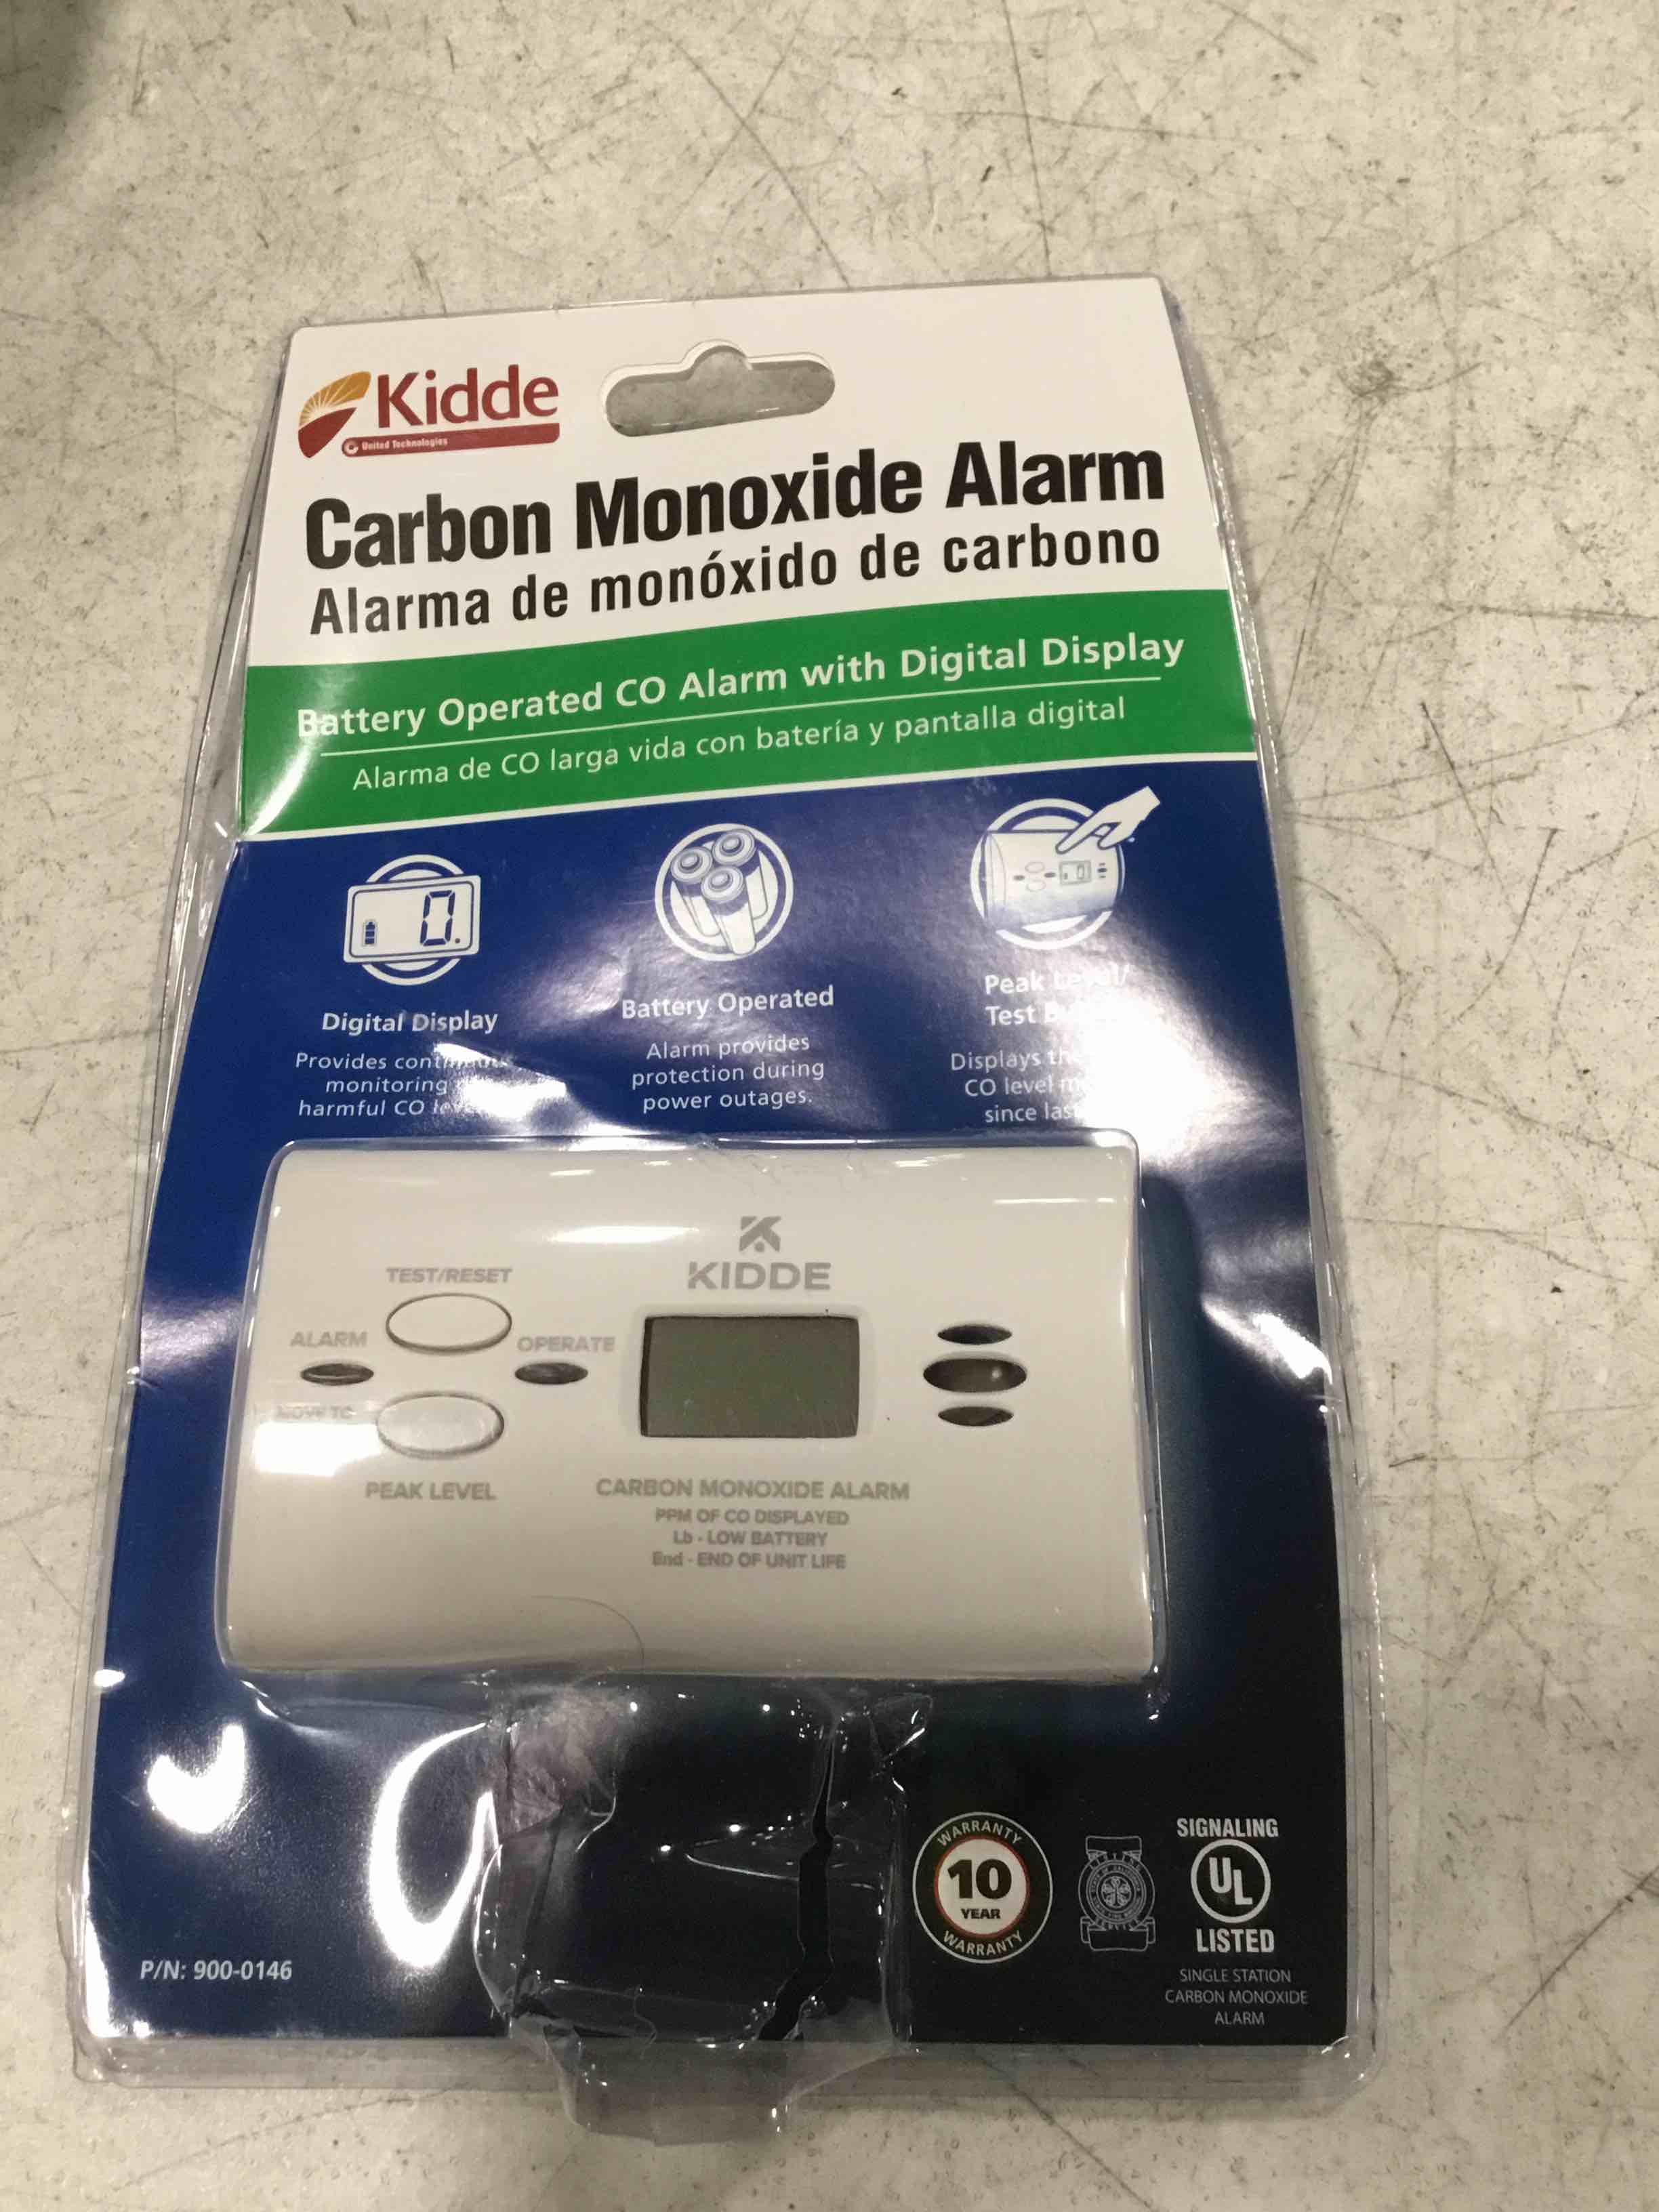 Kidde
United Technologies
Carbon Monoxide Alarm
Alarma de monóxido de carbono
Battery Operated CO Alarm with Digital Display
Alarma de CO larga vida con batería y pantalla digital
0.
Digital Display
Provides
monitoring
harmful CO
Battery Operated
Alarm provides
protection during
power outages.
Peak
Test
Displays
CO level
since
KIDDE
TEST/RESET
ALARM
OPERATE
MOVE TO
PEAK LEVEL
CARBON MONOXIDE ALARM
PPM OF CO DISPLAYED
Lb - LOW BATTERY
End - END OF UNIT LIFE
WARRANTY
10
YEAR
WARRANTY
SIGNALING
UL
LISTED
SINGLE STATION
CARBON MONOXIDE
ALARM
P/N: 900-0146